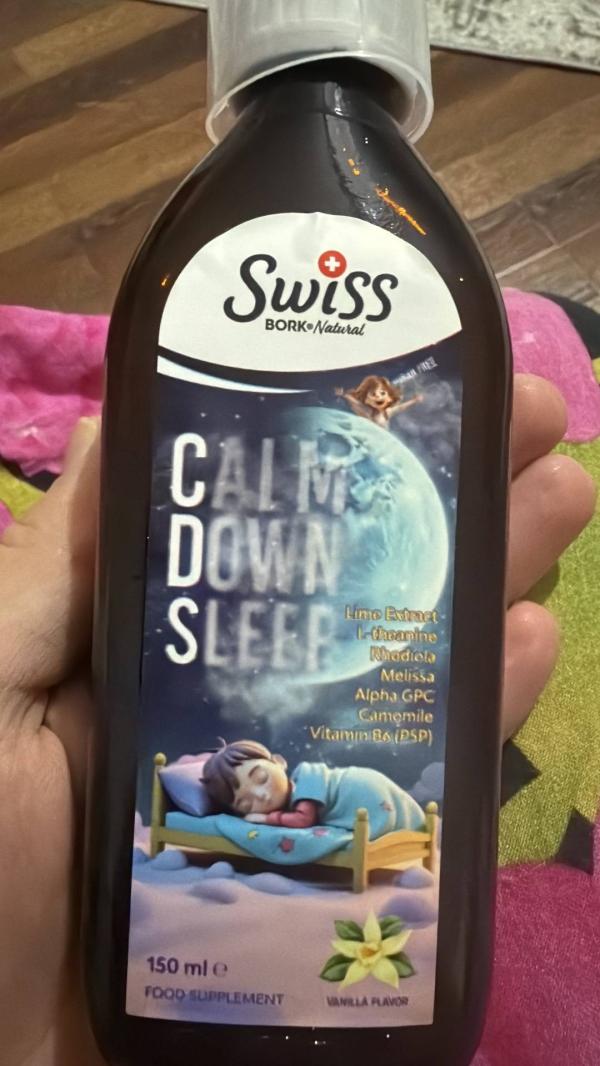 Swiss
BORK® Natural
CALM
DOWN
SLEEP
Lime Extract
L-theanine
Rhodiola
Melissa
Alpha GPC
Camomile
Vitamin B6 (P5P)
150 ml ℮
FOOD SUPPLEMENT
VANILLA FLAVOR